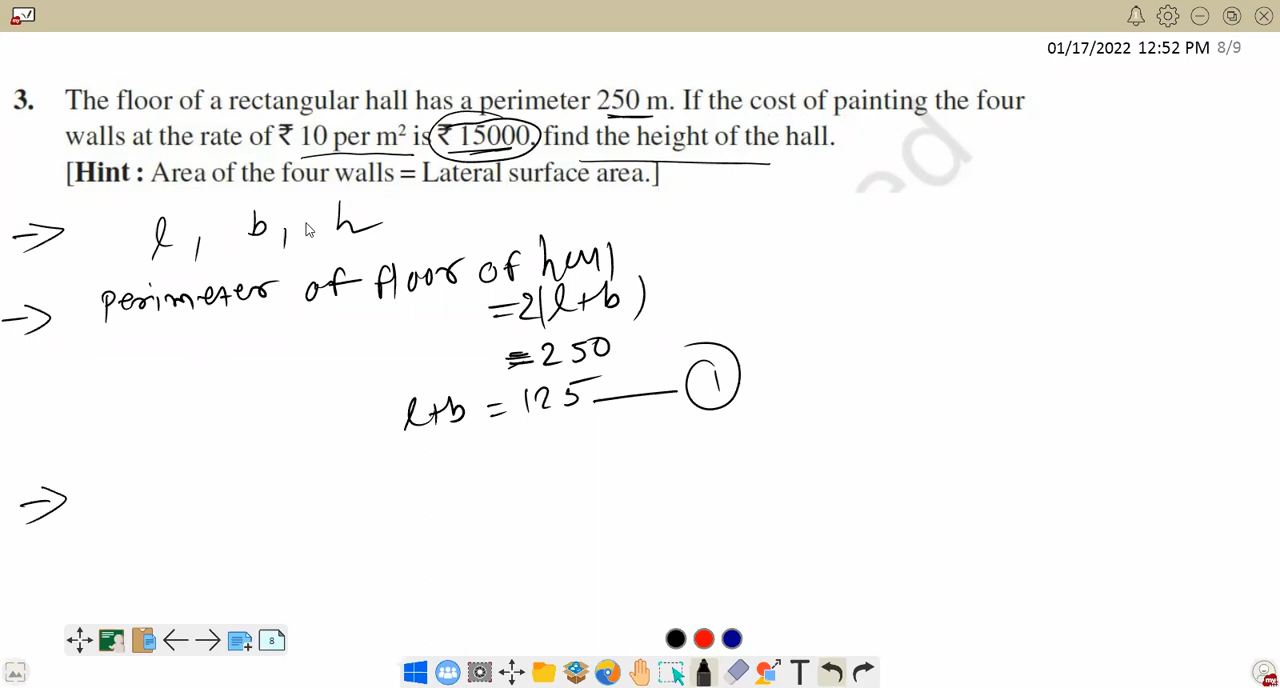 01/17/2022 12:52 PM 8/9
3. The floor of a rectangular hall has a perimeter 250 m. If the cost of painting the four
walls at the rate of ₹ 10 per m² is ₹ 15000, find the height of the hall.
[Hint : Area of the four walls = Lateral surface area.]
⇒ l, b, h
⇒ Perimeter of floor of hall
= 2(l+b)
= 250
l+b = 125 — 1
⇒
8
T